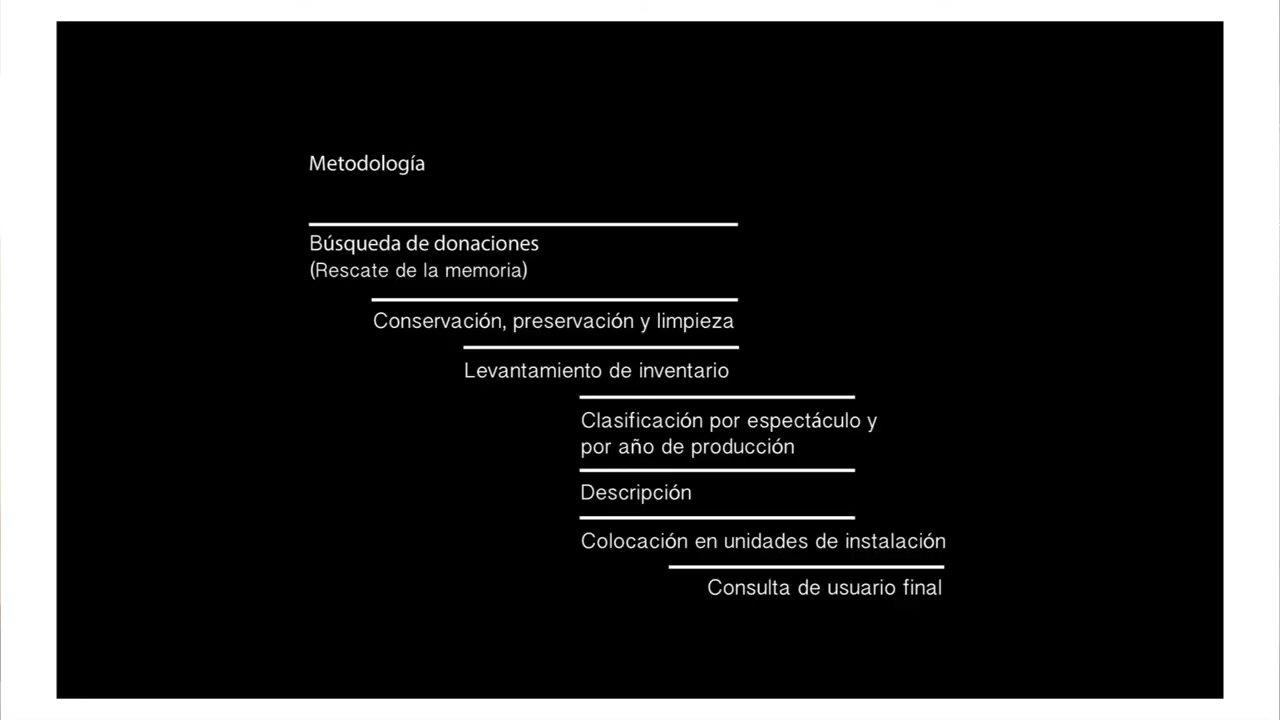 Metodología
Búsqueda de donaciones
(Rescate de la memoria)
Conservación, preservación y limpieza
Levantamiento de inventario
Clasificación por espectáculo y
por año de producción
Descripción
Colocación en unidades de instalación
Consulta de usuario final